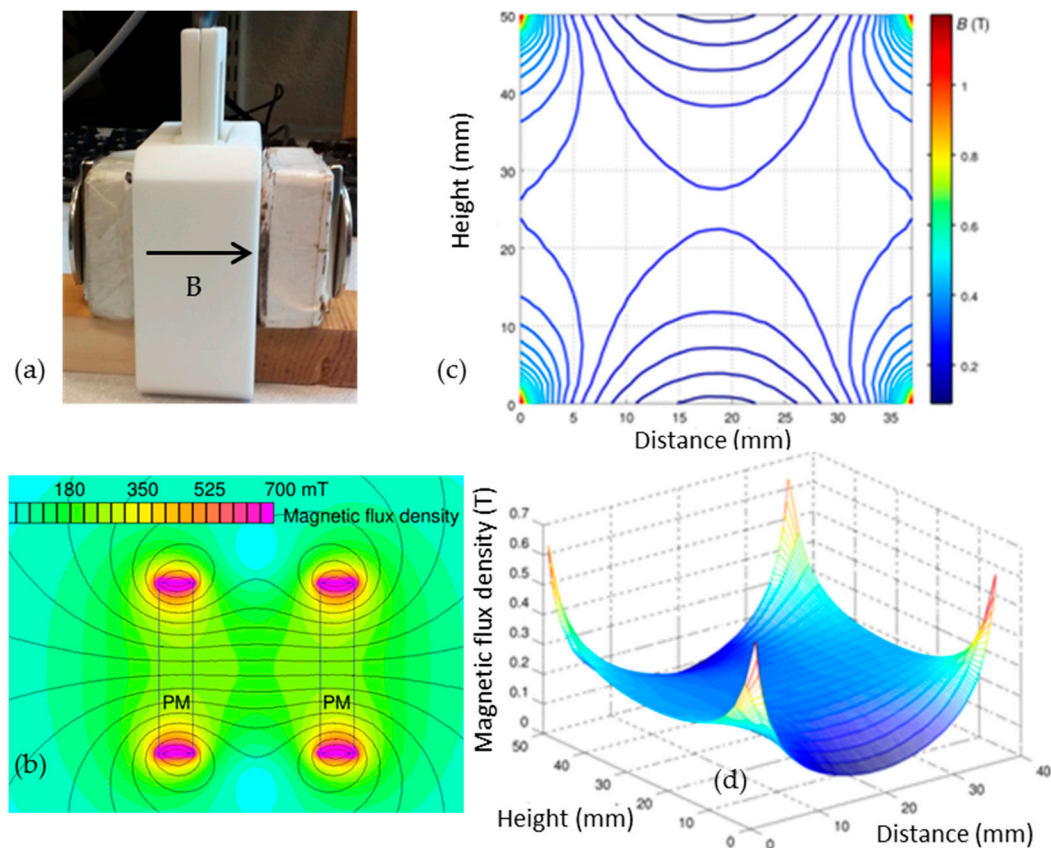 B
(a)
50
40
30
20
10
0
Height (mm)
0 5 10 15 20 25 30 35
Distance (mm)
B (T)
1
0.8
0.6
0.4
0.2
(c)
180 350 525 700 mT
Magnetic flux density
PM PM
(b)
Magnetic flux density (T)
0.7
0.6
0.5
0.4
0.3
0.2
0.1
0
50
40
30
20
10
0
Height (mm)
0
10
20
30
40
Distance (mm)
(d)